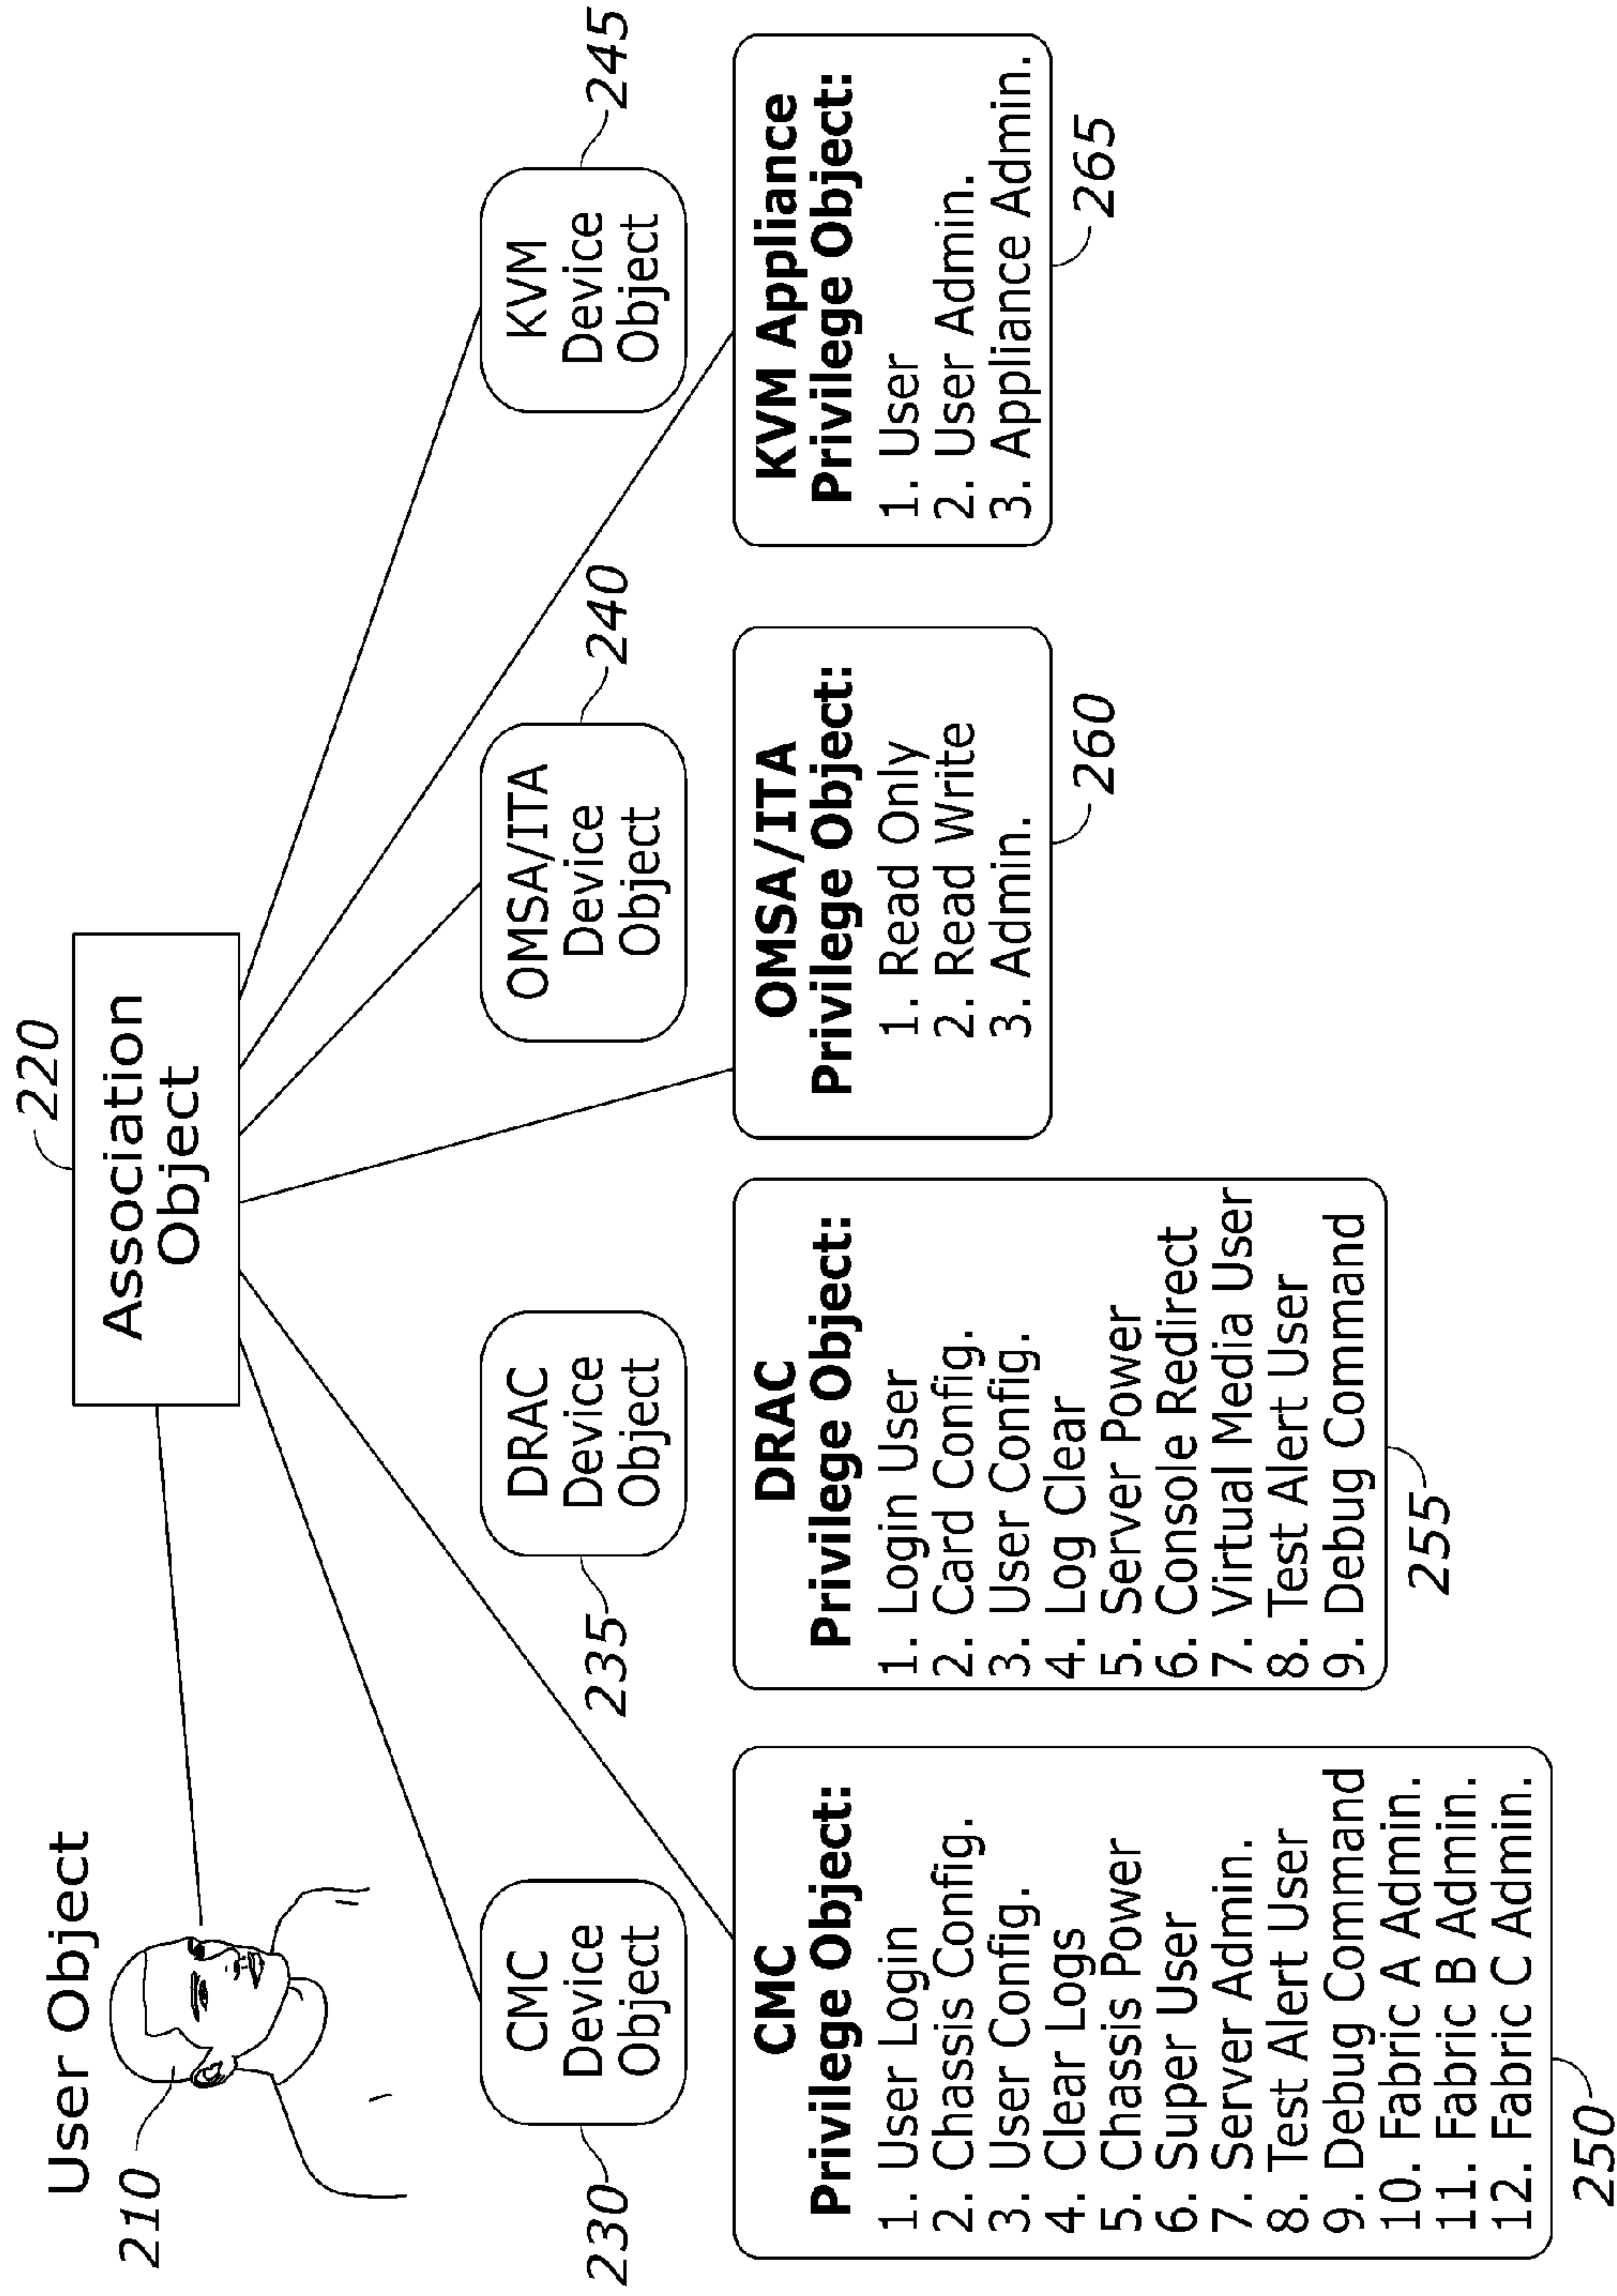 User Object
210
220
Association
Object
230
CMC
Device
Object
235
DRAC
Device
Object
OMSA/ITA
Device
Object
240
KVM
Device
Object
245
CMC
Privilege Object:
1. User Login
2. Chassis Config.
3. User Config.
4. Clear Logs
5. Chassis Power
6. Super User
7. Server Admin.
8. Test Alert User
9. Debug Command
10. Fabric A Admin.
11. Fabric B Admin.
12. Fabric C Admin.
250
DRAC
Privilege Object:
1. Login User
2. Card Config.
3. User Config.
4. Log Clear
5. Server Power
6. Console Redirect
7. Virtual Media User
8. Test Alert User
9. Debug Command
255
OMSA/ITA
Privilege Object:
1. Read Only
2. Read Write
3. Admin.
260
KVM Appliance
Privilege Object:
1. User
2. User Admin.
3. Appliance Admin.
265